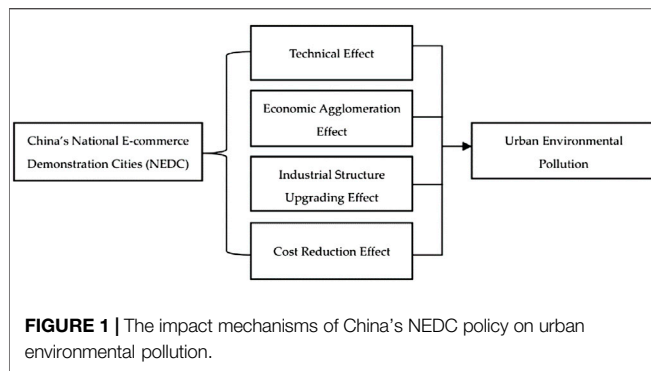 China's National E-commerce
Demonstration Cities (NEDC)
Technical Effect
Economic Agglomeration
Effect
Industrial Structure
Upgrading Effect
Cost Reduction Effect
Urban Environmental
Pollution
FIGURE 1 | The impact mechanisms of China's NEDC policy on urban
environmental pollution.